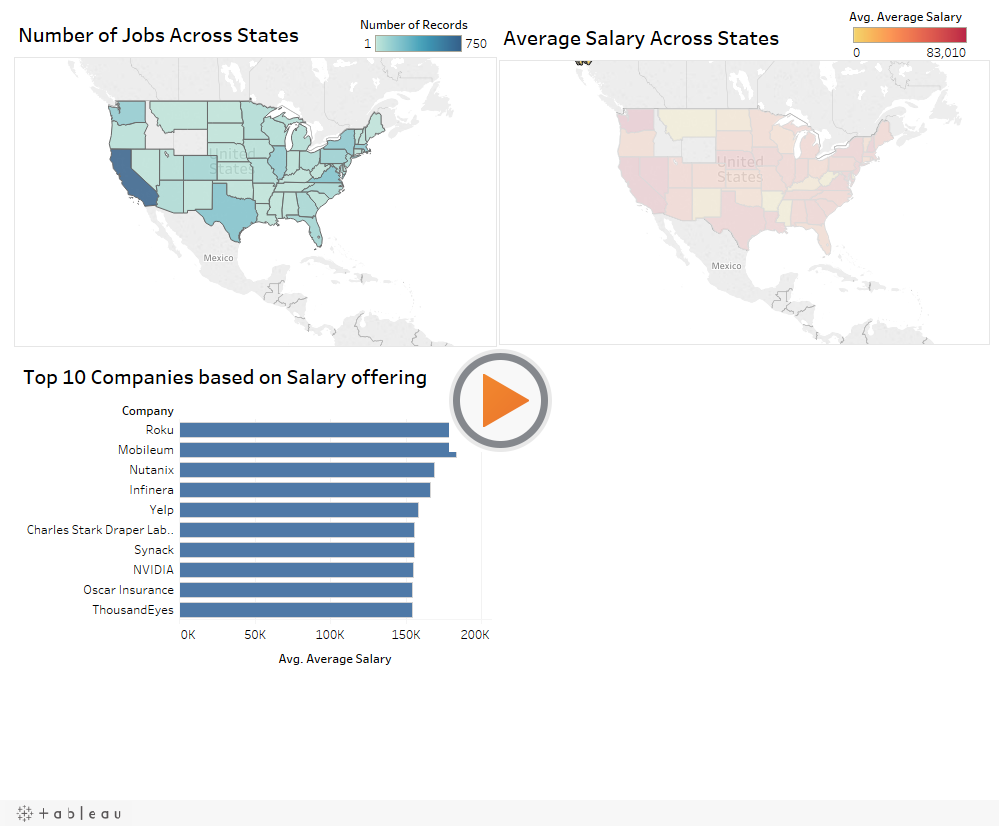 Number of Jobs Across States
Number of Records
1 750
Average Salary Across States
Avg. Average Salary
0 83,010
United States
Mexico
United States
Mexico
Top 10 Companies based on Salary offering
Company
Roku
Mobileum
Nutanix
Infinera
Yelp
Charles Stark Draper Lab..
Synack
NVIDIA
Oscar Insurance
ThousandEyes
0K 50K 100K 150K 200K
Avg. Average Salary
+ a b l e a u